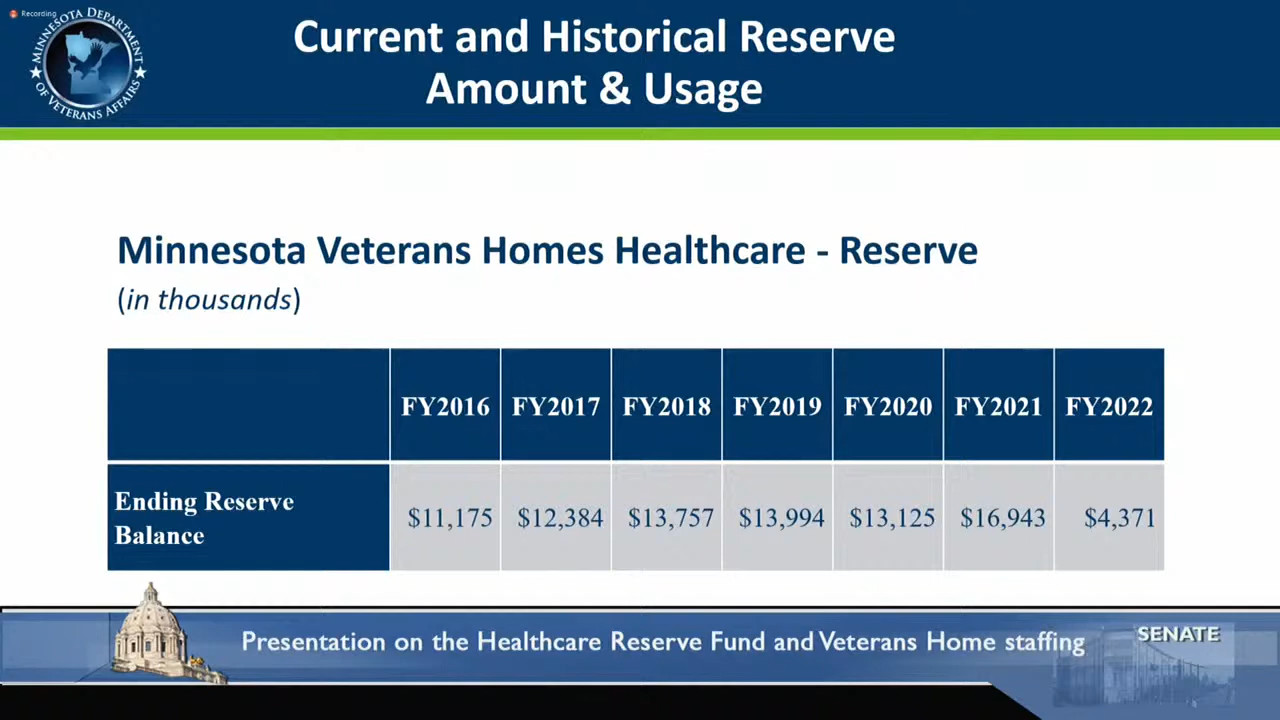 Recording
MINNESOTA DEPARTMENT
OF VETERANS AFFAIRS
Current and Historical Reserve
Amount & Usage
Minnesota Veterans Homes Healthcare - Reserve
(in thousands)
FY2016 FY2017 FY2018 FY2019 FY2020 FY2021 FY2022
Ending Reserve
Balance
$11,175 $12,384 $13,757 $13,994 $13,125 $16,943 $4,371
Presentation on the Healthcare Reserve Fund and Veterans Home staffing
SENATE